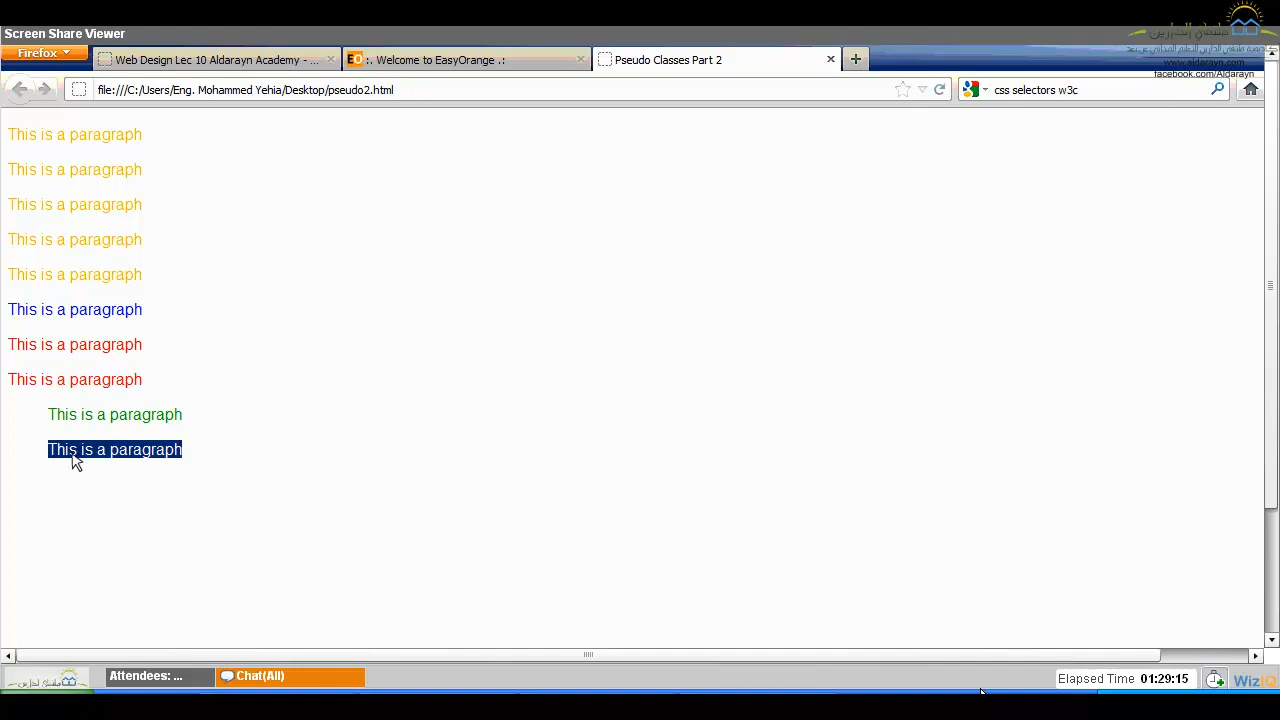 Screen Share Viewer
Firefox
Web Design Lec 10 Aldarayn Academy - ...
EO :. Welcome to EasyOrange .:
Pseudo Classes Part 2
www.aldarayn.com
facebook.com/Aldarayn
file:///C:/Users/Eng. Mohammed Yehia/Desktop/pseudo2.html
css selectors w3c
This is a paragraph
This is a paragraph
This is a paragraph
This is a paragraph
This is a paragraph
This is a paragraph
This is a paragraph
This is a paragraph
This is a paragraph
This is a paragraph
Attendees: ...
Chat(All)
Elapsed Time 01:29:15
WizIQ